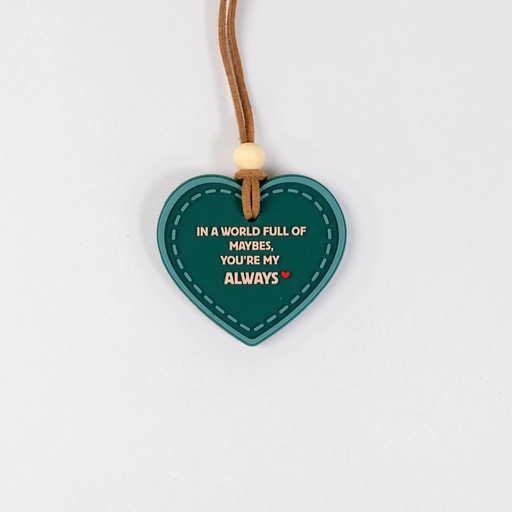 IN A WORLD FULL OF
MAYBES,
YOU'RE MY
ALWAYS